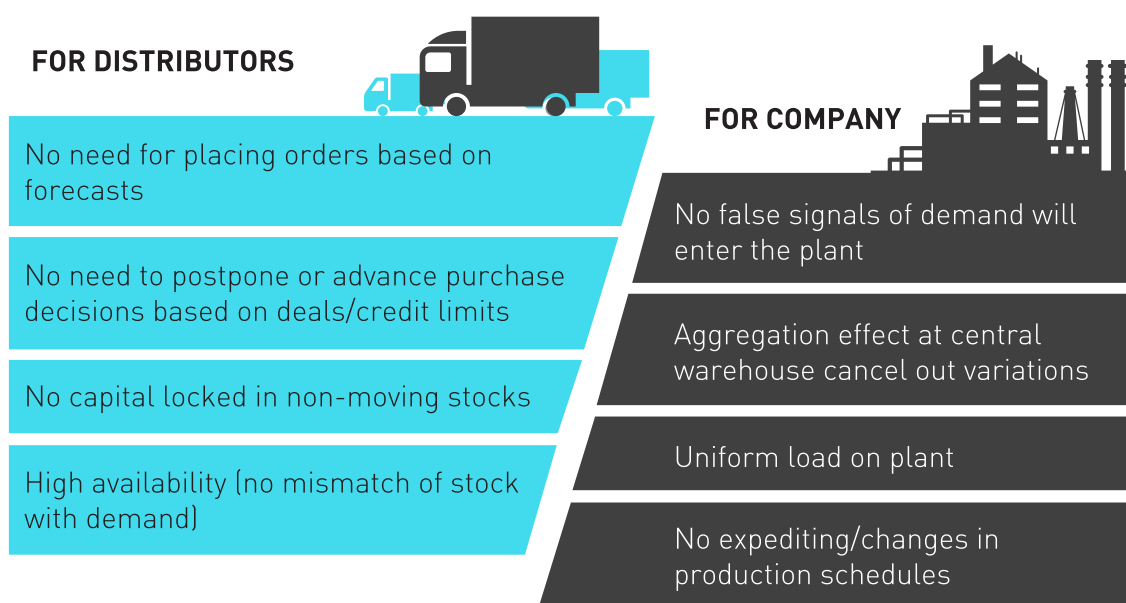 FOR DISTRIBUTORS
No need for placing orders based on
forecasts
No need to postpone or advance purchase
decisions based on deals/credit limits
No capital locked in non-moving stocks
High availability (no mismatch of stock
with demand)
FOR COMPANY
No false signals of demand will
enter the plant
Aggregation effect at central
warehouse cancel out variations
Uniform load on plant
No expediting/changes in
production schedules